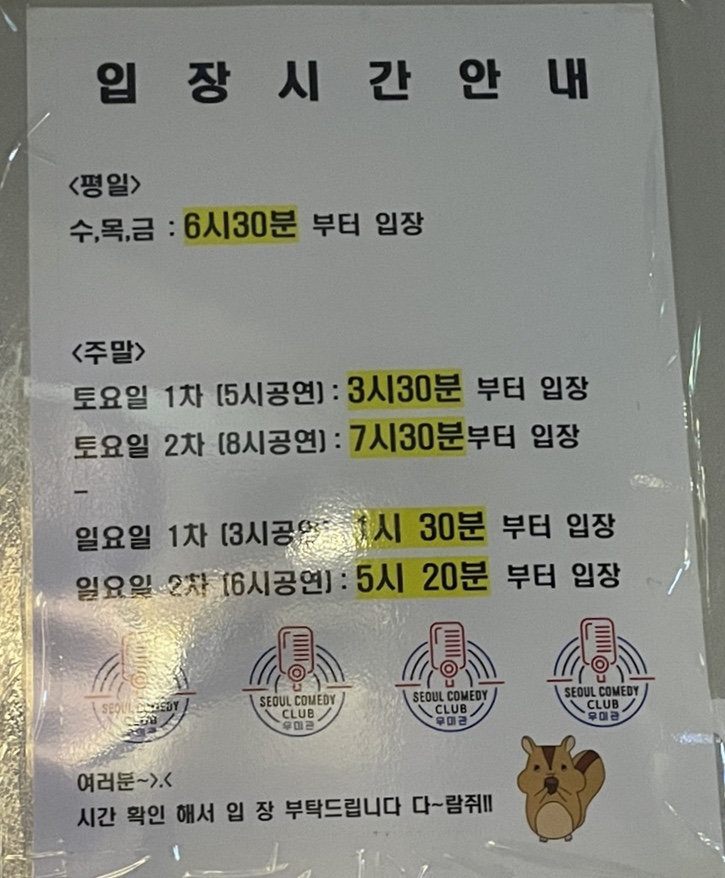 입 장 시 간 안 내
<평일>
수,목,금 : 6시30분 부터 입장
<주말>
토요일 1차 (5시공연) : 3시30분 부터 입장
토요일 2차 (8시공연) : 7시30분부터 입장
–
일요일 1차 (3시공연) : 1시 30분 부터 입장
일요일 2차 (6시공연) : 5시 20분 부터 입장
SEOUL COMEDY
CLUB
우미관
SEOUL COMEDY
CLUB
우미관
SEOUL COMEDY
CLUB
우미관
SEOUL COMEDY
CLUB
우미관
여러분~>.<
시간 확인 해서 입 장 부탁드립니다 다~람쥐!!